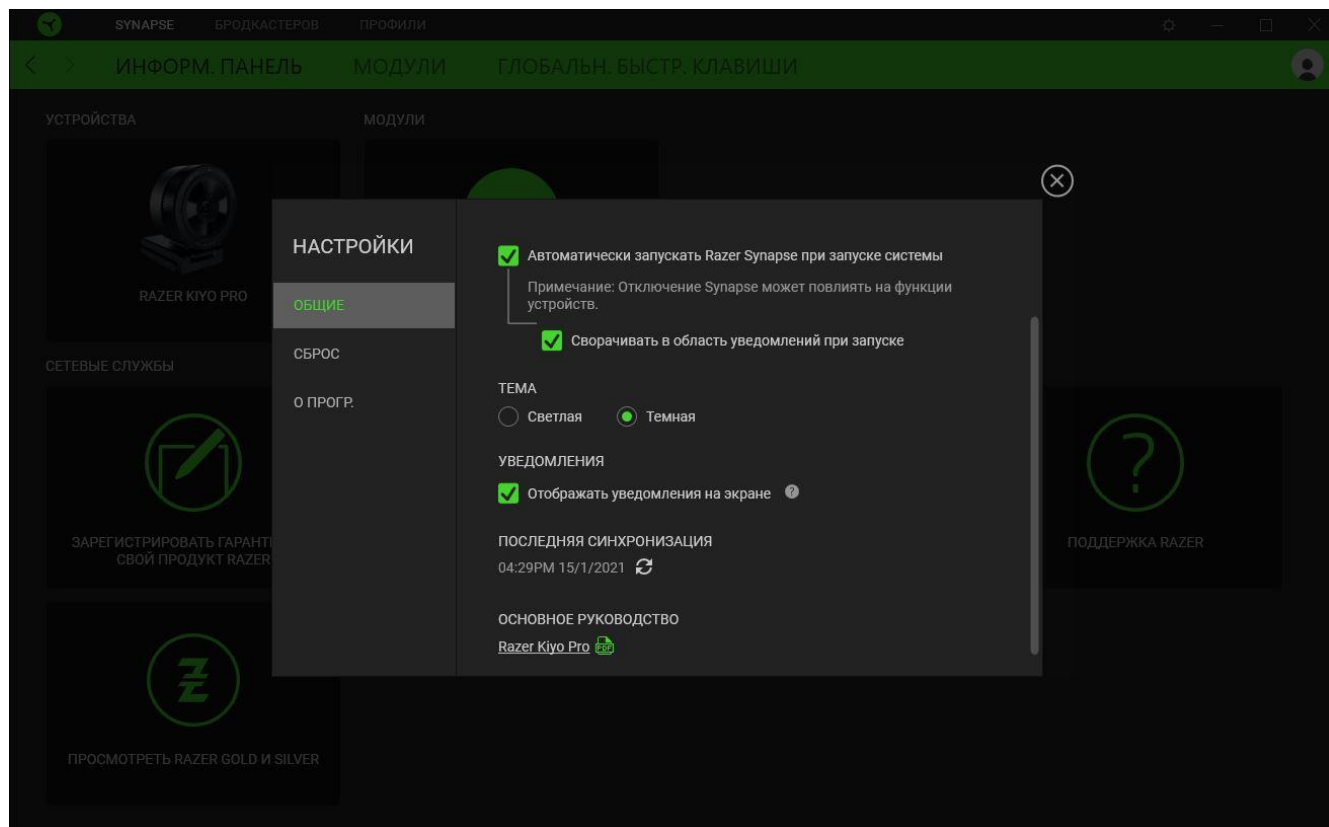 SYNAPSE БРОДКАСТЕРОВ ПРОФИЛИ
ИНФОРМ. ПАНЕЛЬ МОДУЛИ ГЛОБАЛЬН. БЫСТР. КЛАВИШИ
УСТРОЙСТВА МОДУЛИ
RAZER KIYO PRO
СЕТЕВЫЕ СЛУЖБЫ
ЗАРЕГИСТРИРОВАТЬ ГАРАНТИ
СВОЙ ПРОДУКТ RAZER
ПРОСМОТРЕТЬ RAZER GOLD И SILVER
НАСТРОЙКИ
ОБЩИЕ
СБРОС
О ПРОГР.
Автоматически запускать Razer Synapse при запуске системы
Примечание: Отключение Synapse может повлиять на функции
устройств.
Сворачивать в область уведомлений при запуске
ТЕМА
Светлая Темная
УВЕДОМЛЕНИЯ
Отображать уведомления на экране ?
ПОСЛЕДНЯЯ СИНХРОНИЗАЦИЯ
04:29PM 15/1/2021
ОСНОВНОЕ РУКОВОДСТВО
Razer Kiyo Pro PDF
?
ПОДДЕРЖКА RAZER